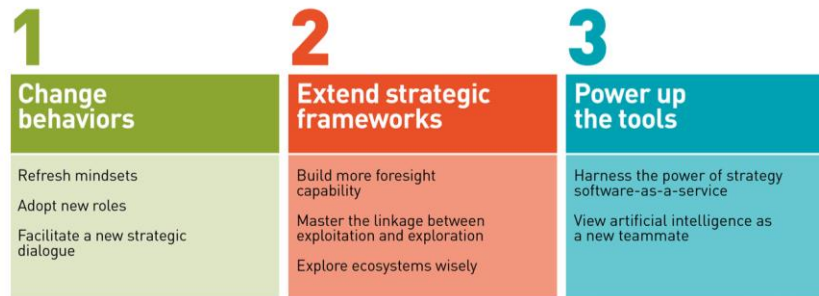 1
Change
behaviors
Refresh mindsets
Adopt new roles
Facilitate a new strategic
dialogue
2
Extend strategic
frameworks
Build more foresight
capability
Master the linkage between
exploitation and exploration
Explore ecosystems wisely
3
Power up
the tools
Harness the power of strategy
software-as-a-service
View artificial intelligence as
a new teammate